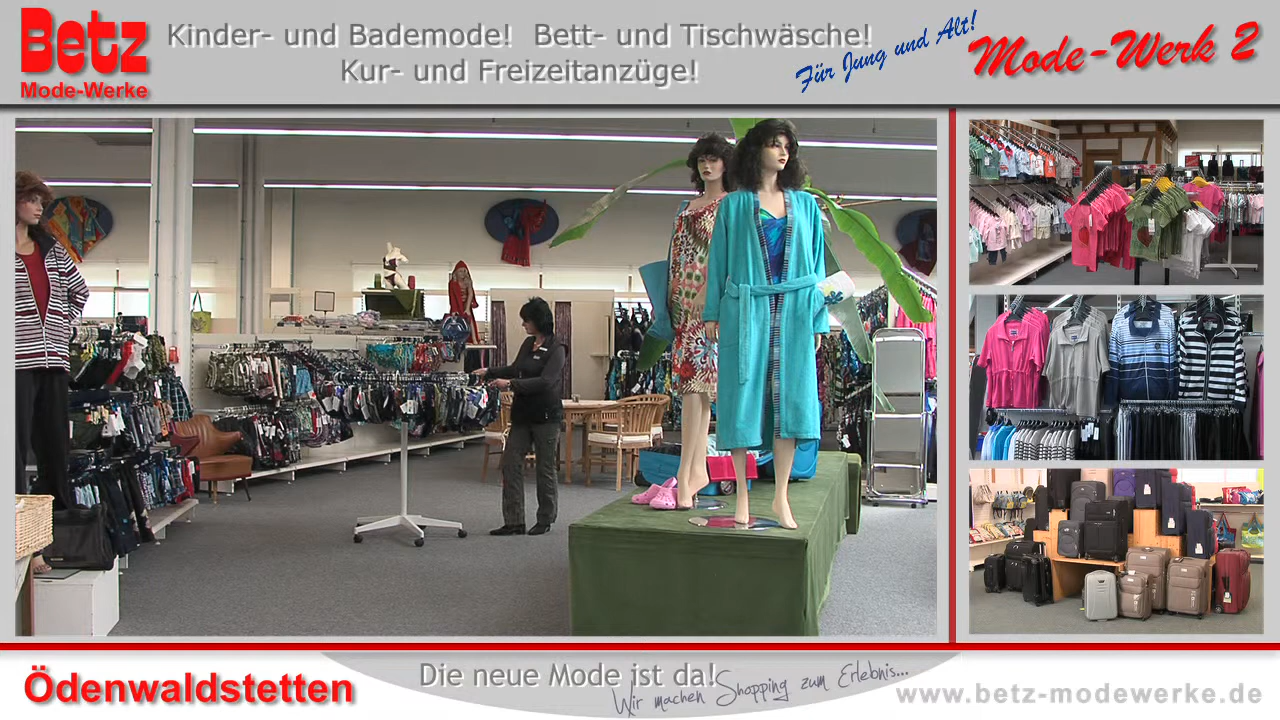 Betz
Mode-Werke
Kinder- und Bademode! Bett- und Tischwäsche!
Kur- und Freizeitanzüge!
Für Jung und Alt!
Mode-Werk 2
Ödenwaldstetten
Die neue Mode ist da!
Wir machen Shopping zum Erlebnis...
www.betz-modewerke.de